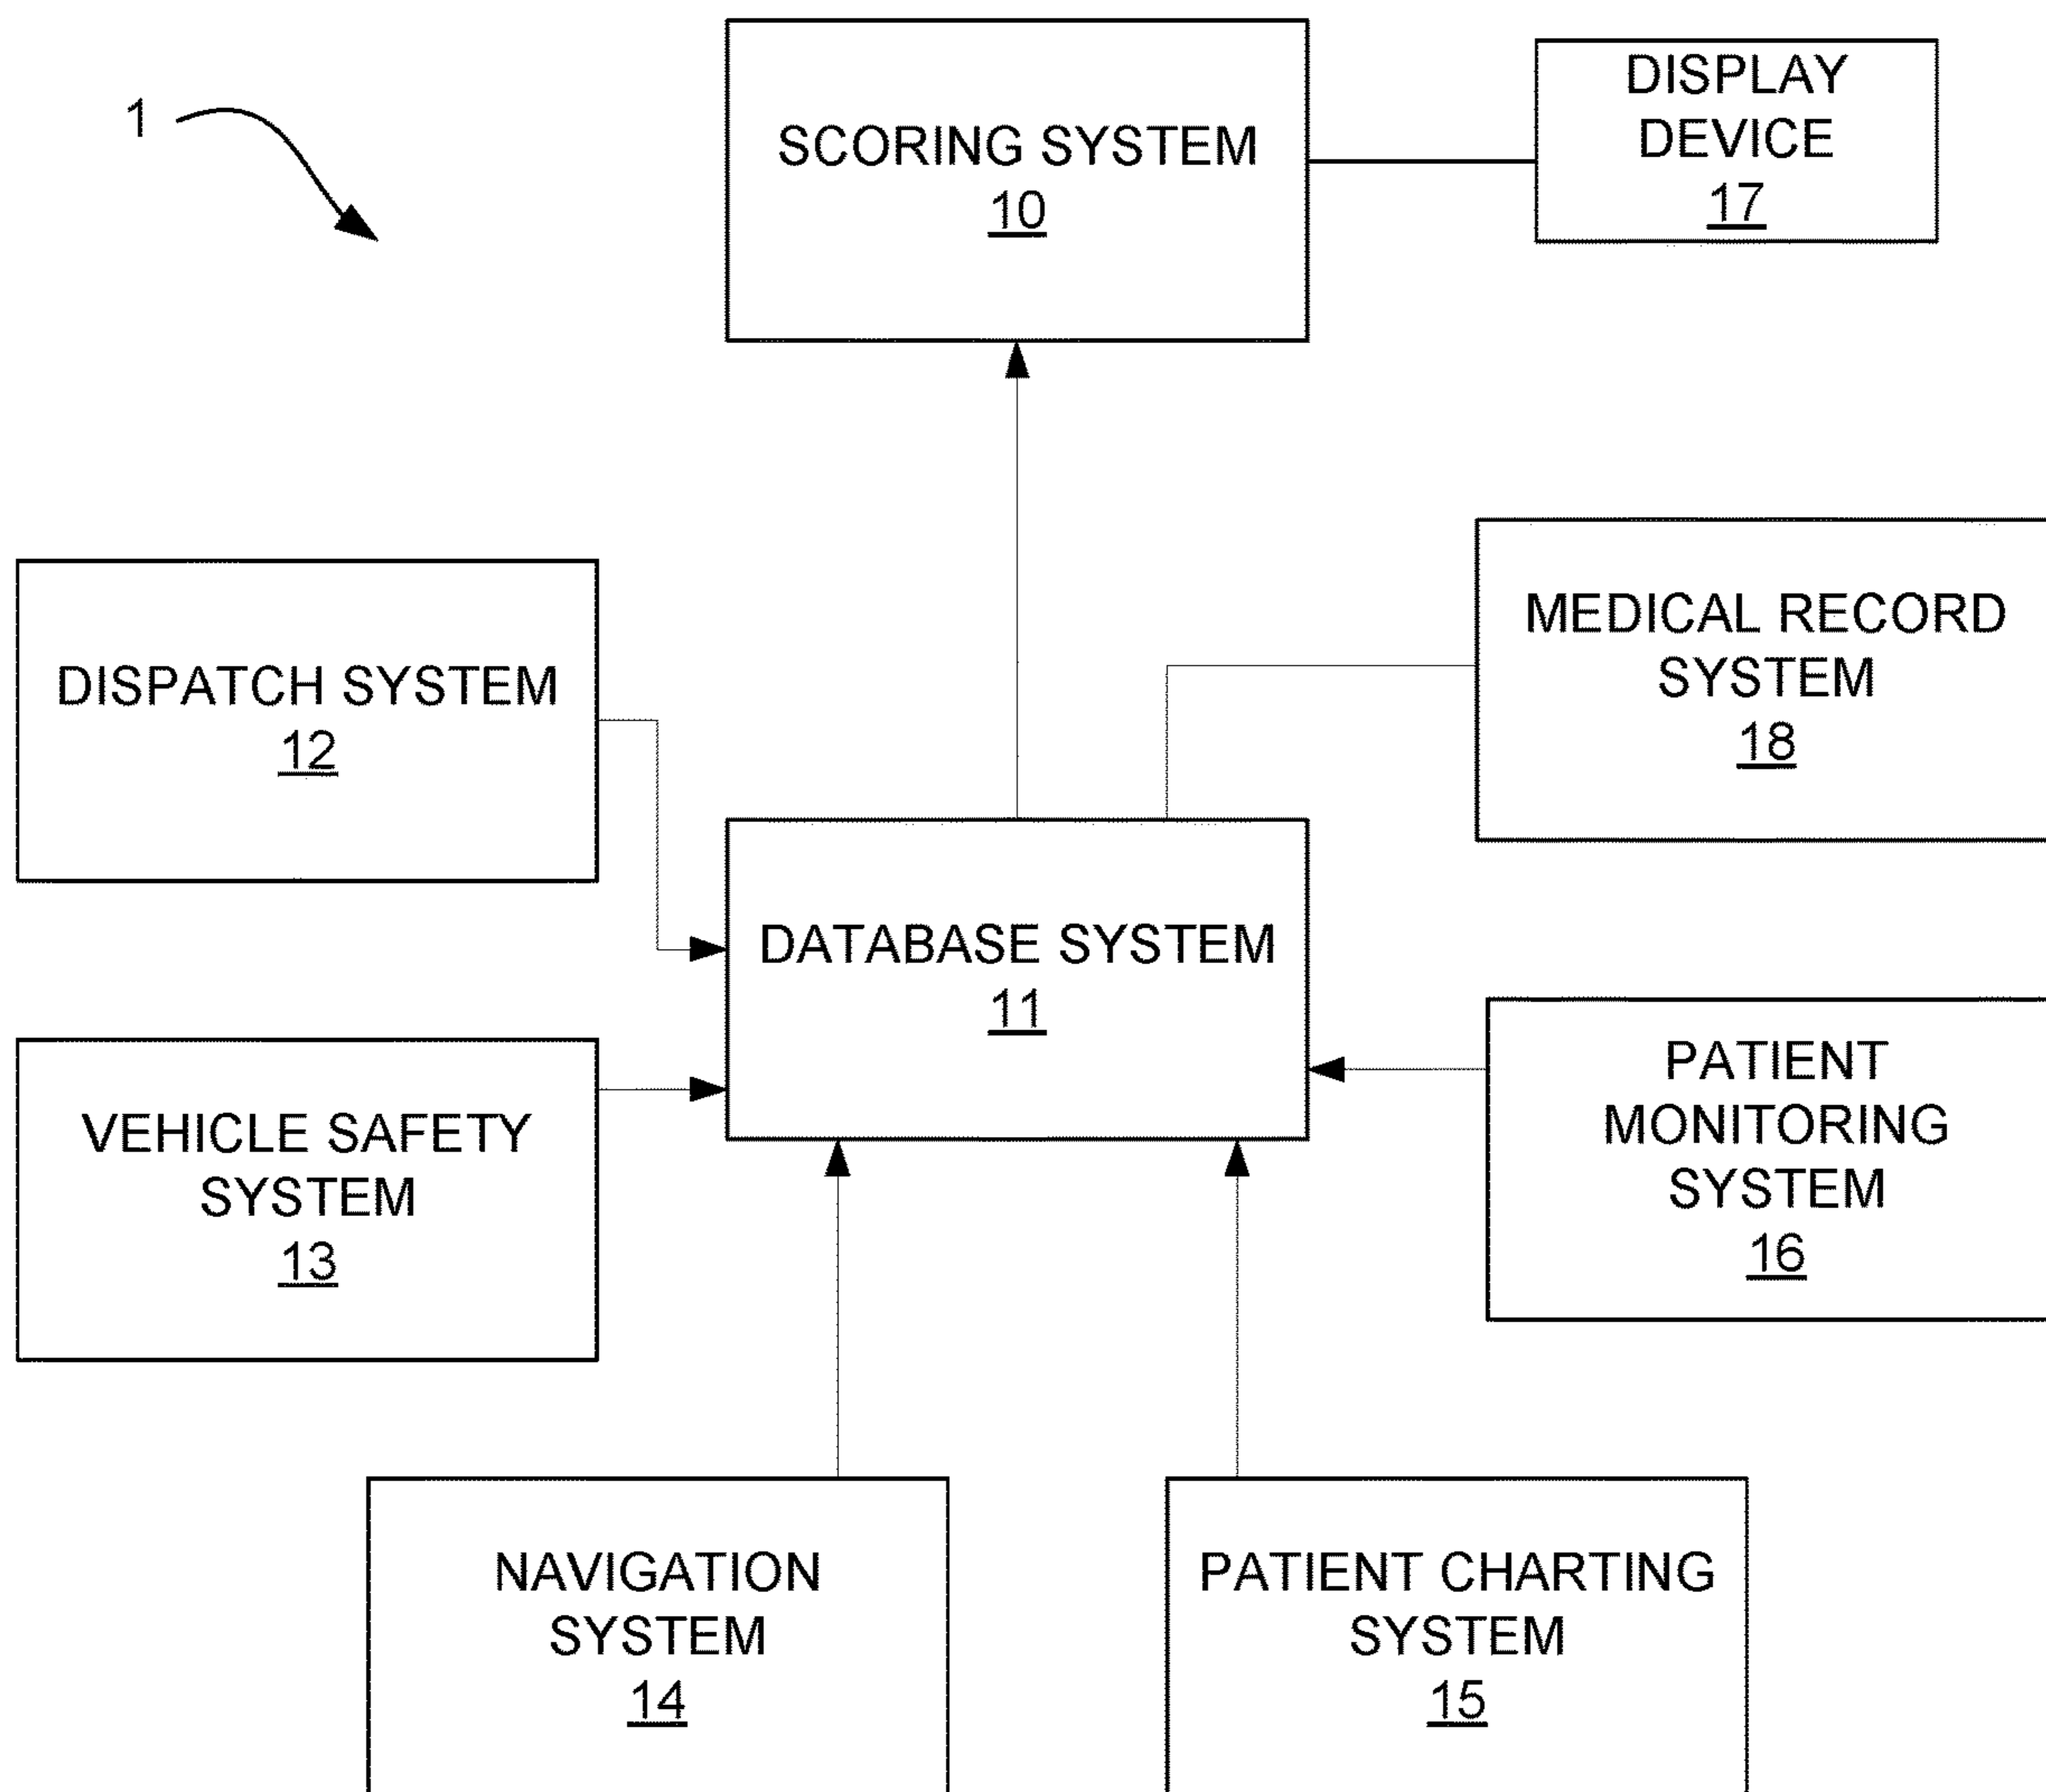 1
SCORING SYSTEM
10
DISPLAY
DEVICE
17
DISPATCH SYSTEM
12
MEDICAL RECORD
SYSTEM
18
DATABASE SYSTEM
11
VEHICLE SAFETY
SYSTEM
13
PATIENT
MONITORING
SYSTEM
16
NAVIGATION
SYSTEM
14
PATIENT CHARTING
SYSTEM
15